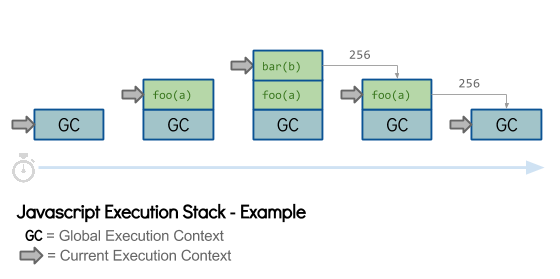 256
bar(b)
256
foo(a)
foo(a)
foo(a)
GC
GC
GC
GC
GC
Javascript Execution Stack - Example
GC = Global Execution Context
= Current Execution Context